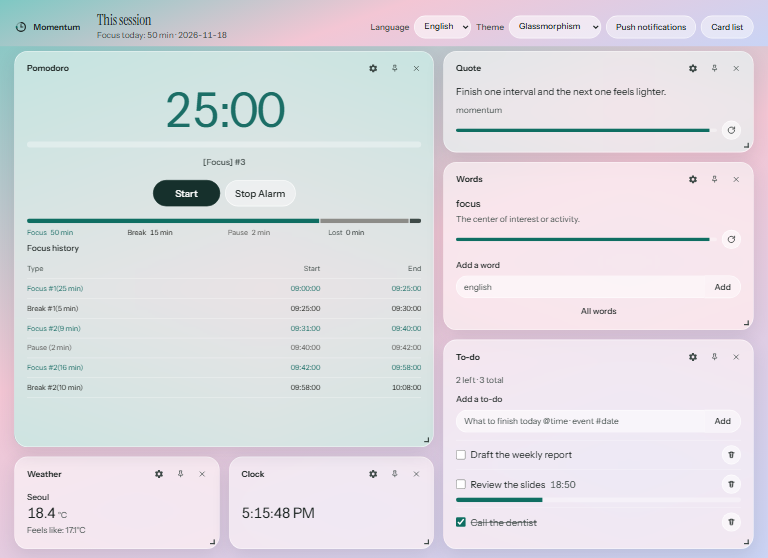 Momentum
This session
Focus today: 50 min · 2026-11-18
Language English Theme Glassmorphism Push notifications Card list
Pomodoro
25:00
[Focus] #3
Start Stop Alarm
Focus 50 min Break 15 min Pause 2 min Lost 0 min
Focus history
Type Start End
Focus #1(25 min) 09:00:00 09:25:00
Break #1(5 min) 09:25:00 09:30:00
Focus #2(9 min) 09:31:00 09:40:00
Pause (2 min) 09:40:00 09:42:00
Focus #2(16 min) 09:42:00 09:58:00
Break #2(10 min) 09:58:00 10:08:00
Weather
Seoul
18.4 °C
Feels like: 17.1°C
Clock
5:15:48 PM
Quote
Finish one interval and the next one feels lighter.
momentum
Words
focus
The center of interest or activity.
Add a word
english Add
All words
To-do
2 left · 3 total
Add a to-do
What to finish today @time · event #date Add
Draft the weekly report
Review the slides 18:50
Call the dentist